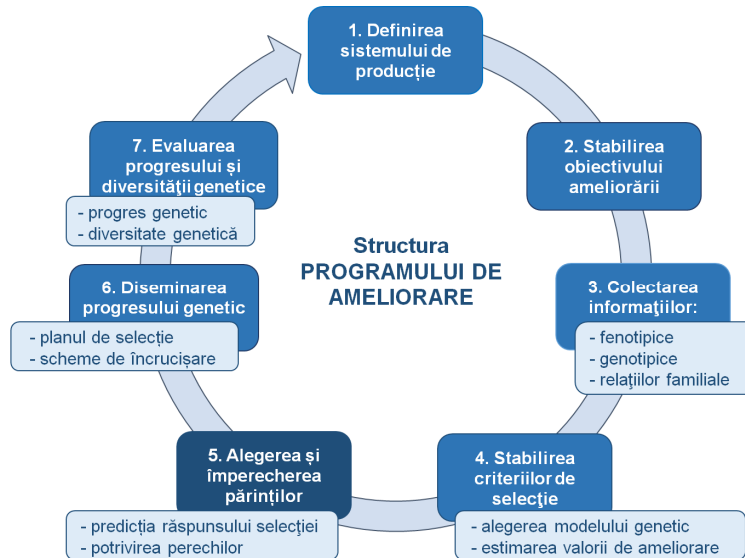 1. Definirea
sistemului de
producție
2. Stabilirea
obiectivului
ameliorării
3. Colectarea
informaţiilor:
- fenotipice
- genotipice
- relaţiilor familiale
4. Stabilirea
criteriilor de
selecţie
- alegerea modelului genetic
- estimarea valorii de ameliorare
5. Alegerea și
împerecherea
părinților
- predicția răspunsului selecţiei
- potrivirea perechilor
6. Diseminarea
progresului genetic
- planul de selecție
- scheme de încrucișare
7. Evaluarea
progresului și
diversităţii genetice
- progres genetic
- diversitate genetică
Structura
PROGRAMULUI DE
AMELIORARE